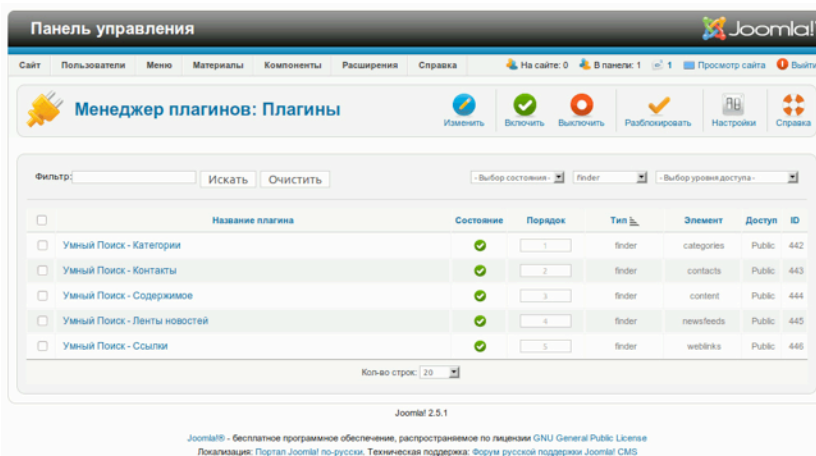 Панель управления
Joomla!
Сайт Пользователи Меню Материалы Компоненты Расширения Справка На сайте: 0 В панели: 1 1 Просмотр сайта Выйти
Менеджер плагинов: Плагины
Изменить Включить Выключить Разблокировать Настройки Справка
Фильтр: Искать Очистить - Выбор состояния - finder - Выбор уровня доступа -
Название плагина Состояние Порядок Тип Элемент Доступ ID
Умный Поиск - Категории 1 finder categories Public 442
Умный Поиск - Контакты 2 finder contacts Public 443
Умный Поиск - Содержимое 3 finder content Public 444
Умный Поиск - Ленты новостей 4 finder newsfeeds Public 445
Умный Поиск - Ссылки 5 finder weblinks Public 446
Кол-во строк: 20
Joomla! 2.5.1
Joomla!® - бесплатное программное обеспечение, распространяемое по лицензии GNU General Public License
Локализация: Портал Joomla! по-русски. Техническая поддержка: Форум русской поддержки Joomla! CMS